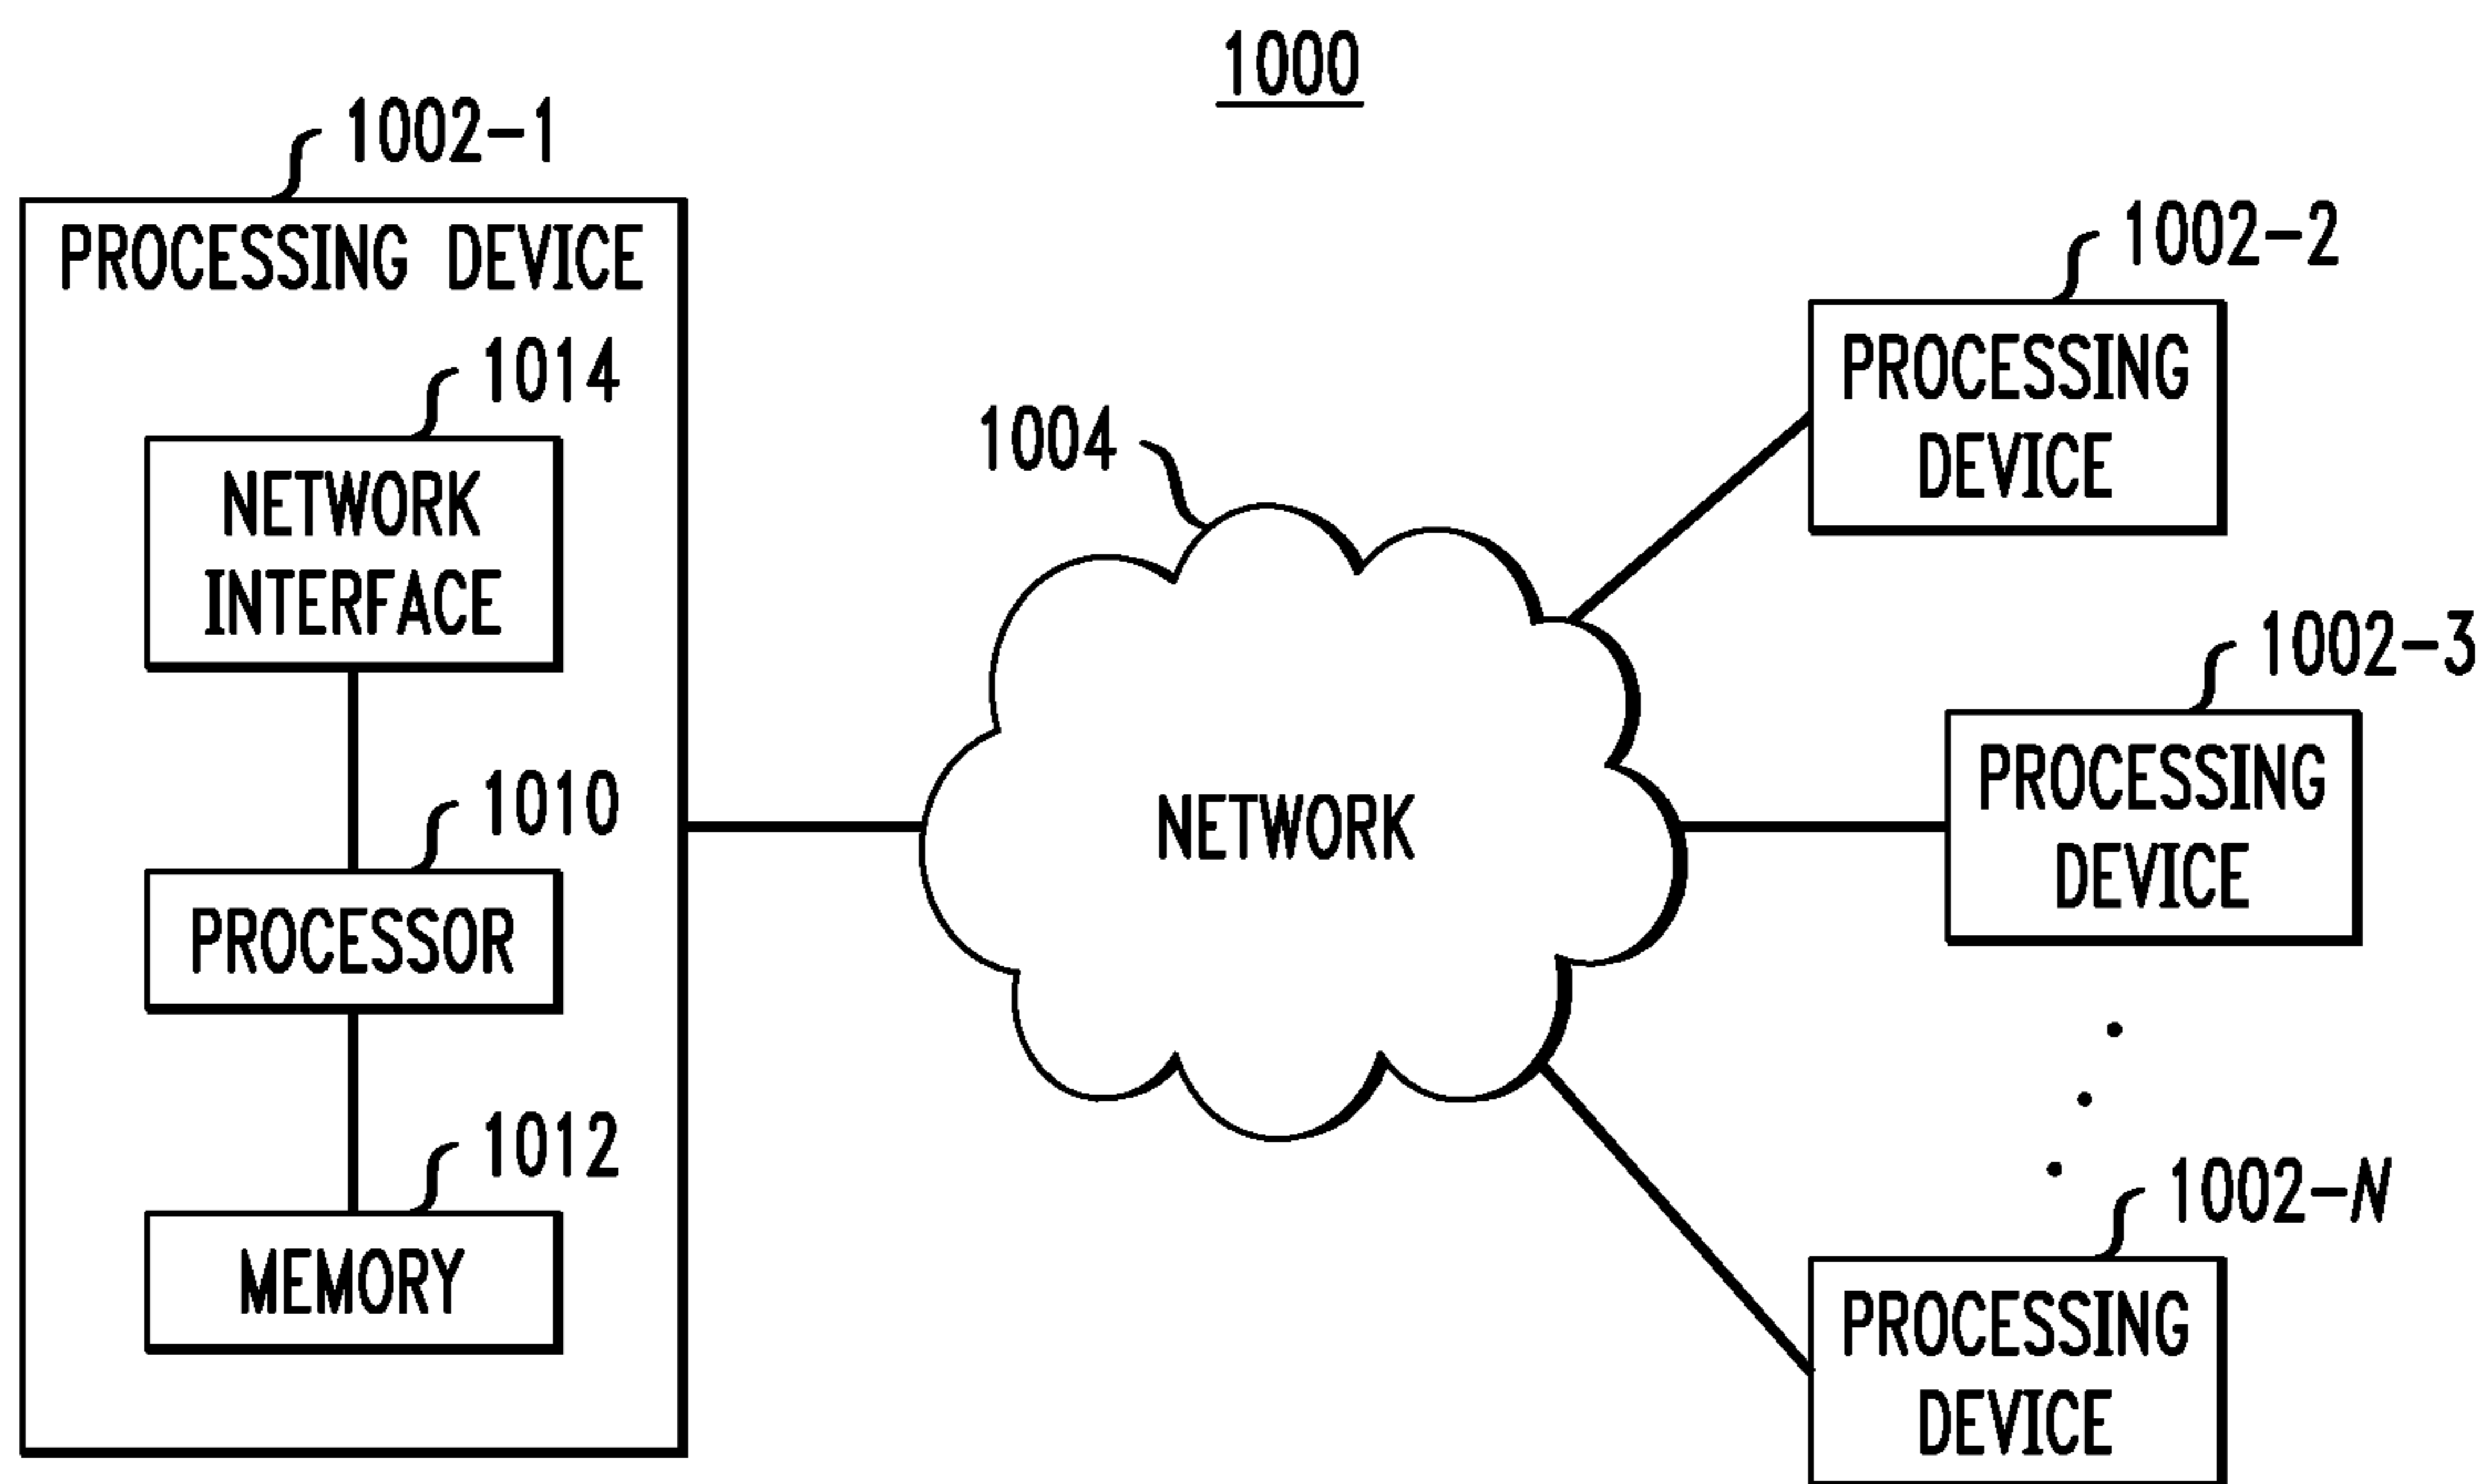 1000
1002-1
PROCESSING DEVICE
1014
NETWORK
INTERFACE
1010
PROCESSOR
1012
MEMORY
1004
NETWORK
1002-2
PROCESSING
DEVICE
1002-3
PROCESSING
DEVICE
1002-N
PROCESSING
DEVICE